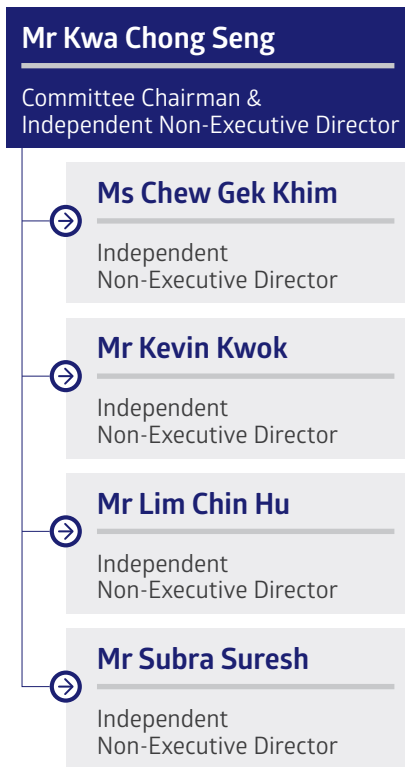 Mr Kwa Chong Seng
Committee Chairman &
Independent Non-Executive Director
Ms Chew Gek Khim
Independent
Non-Executive Director
Mr Kevin Kwok
Independent
Non-Executive Director
Mr Lim Chin Hu
Independent
Non-Executive Director
Mr Subra Suresh
Independent
Non-Executive Director